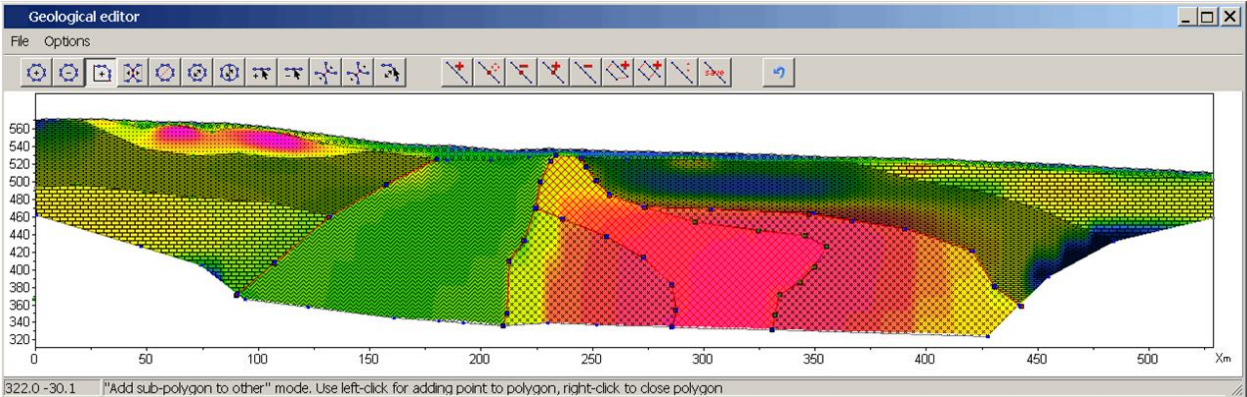 Geological editor
File Options
save
560
540
520
500
480
460
440
420
400
380
360
340
320
0 50 100 150 200 250 300 350 400 450 500 Xm
322.0 -30.1 "Add sub-polygon to other" mode. Use left-click for adding point to polygon, right-click to close polygon